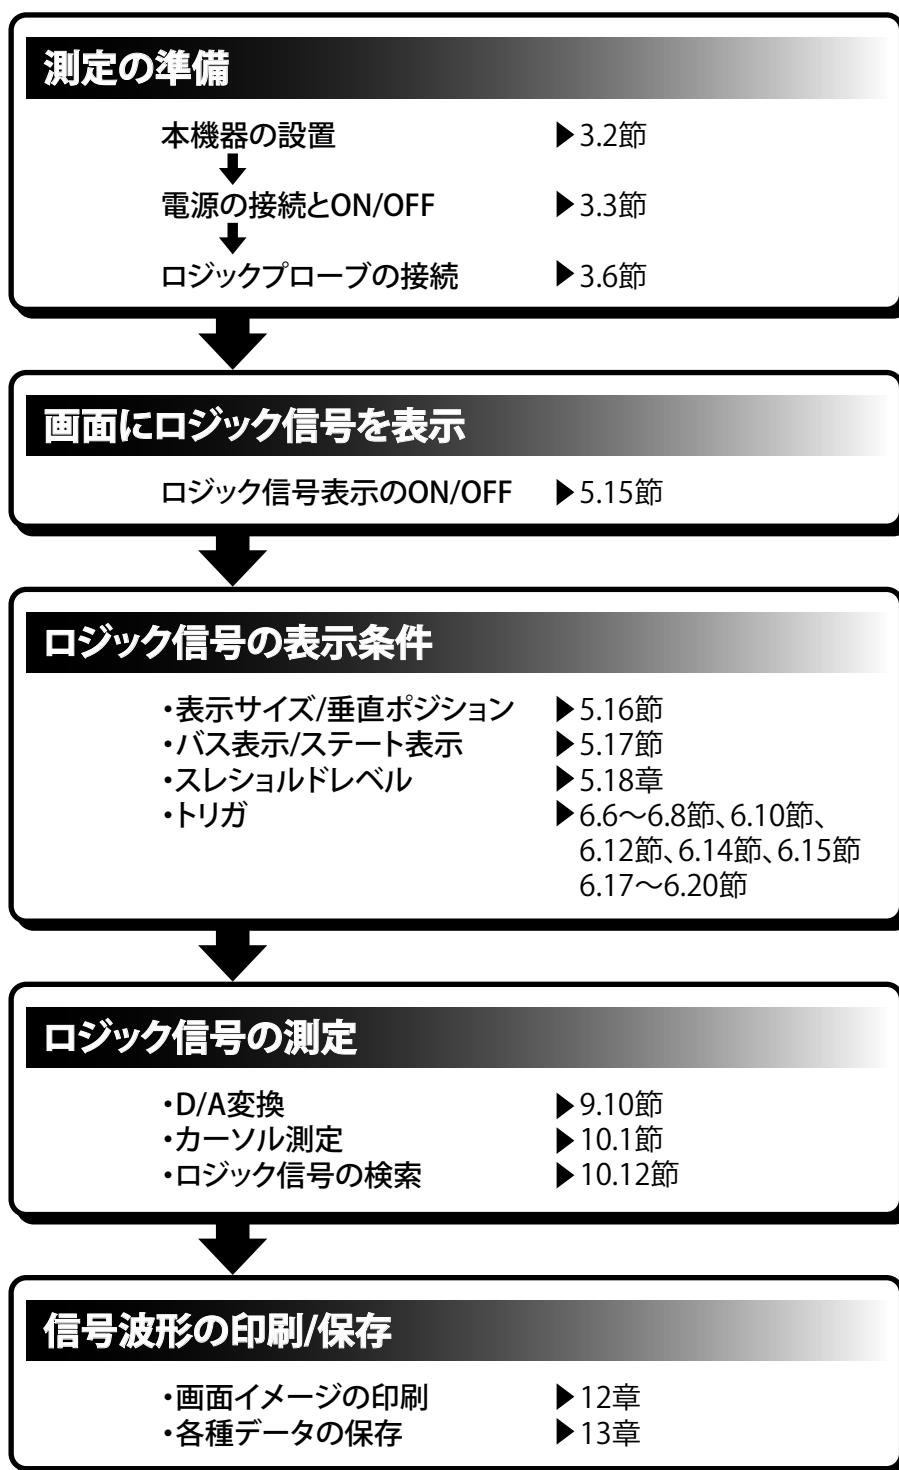 測定の準備
本機器の設置 ▶3.2節
電源の接続とON/OFF ▶3.3節
ロジックプローブの接続 ▶3.6節
画面にロジック信号を表示
ロジック信号表示のON/OFF ▶5.15節
ロジック信号の表示条件
・表示サイズ/垂直ポジション ▶5.16節
・バス表示/ステート表示 ▶5.17節
・スレショルドレベル ▶5.18章
・トリガ ▶6.6～6.8節、6.10節、
6.12節、6.14節、6.15節
6.17～6.20節
ロジック信号の測定
・D/A変換 ▶9.10節
・カーソル測定 ▶10.1節
・ロジック信号の検索 ▶10.12節
信号波形の印刷/保存
・画面イメージの印刷 ▶12章
・各種データの保存 ▶13章